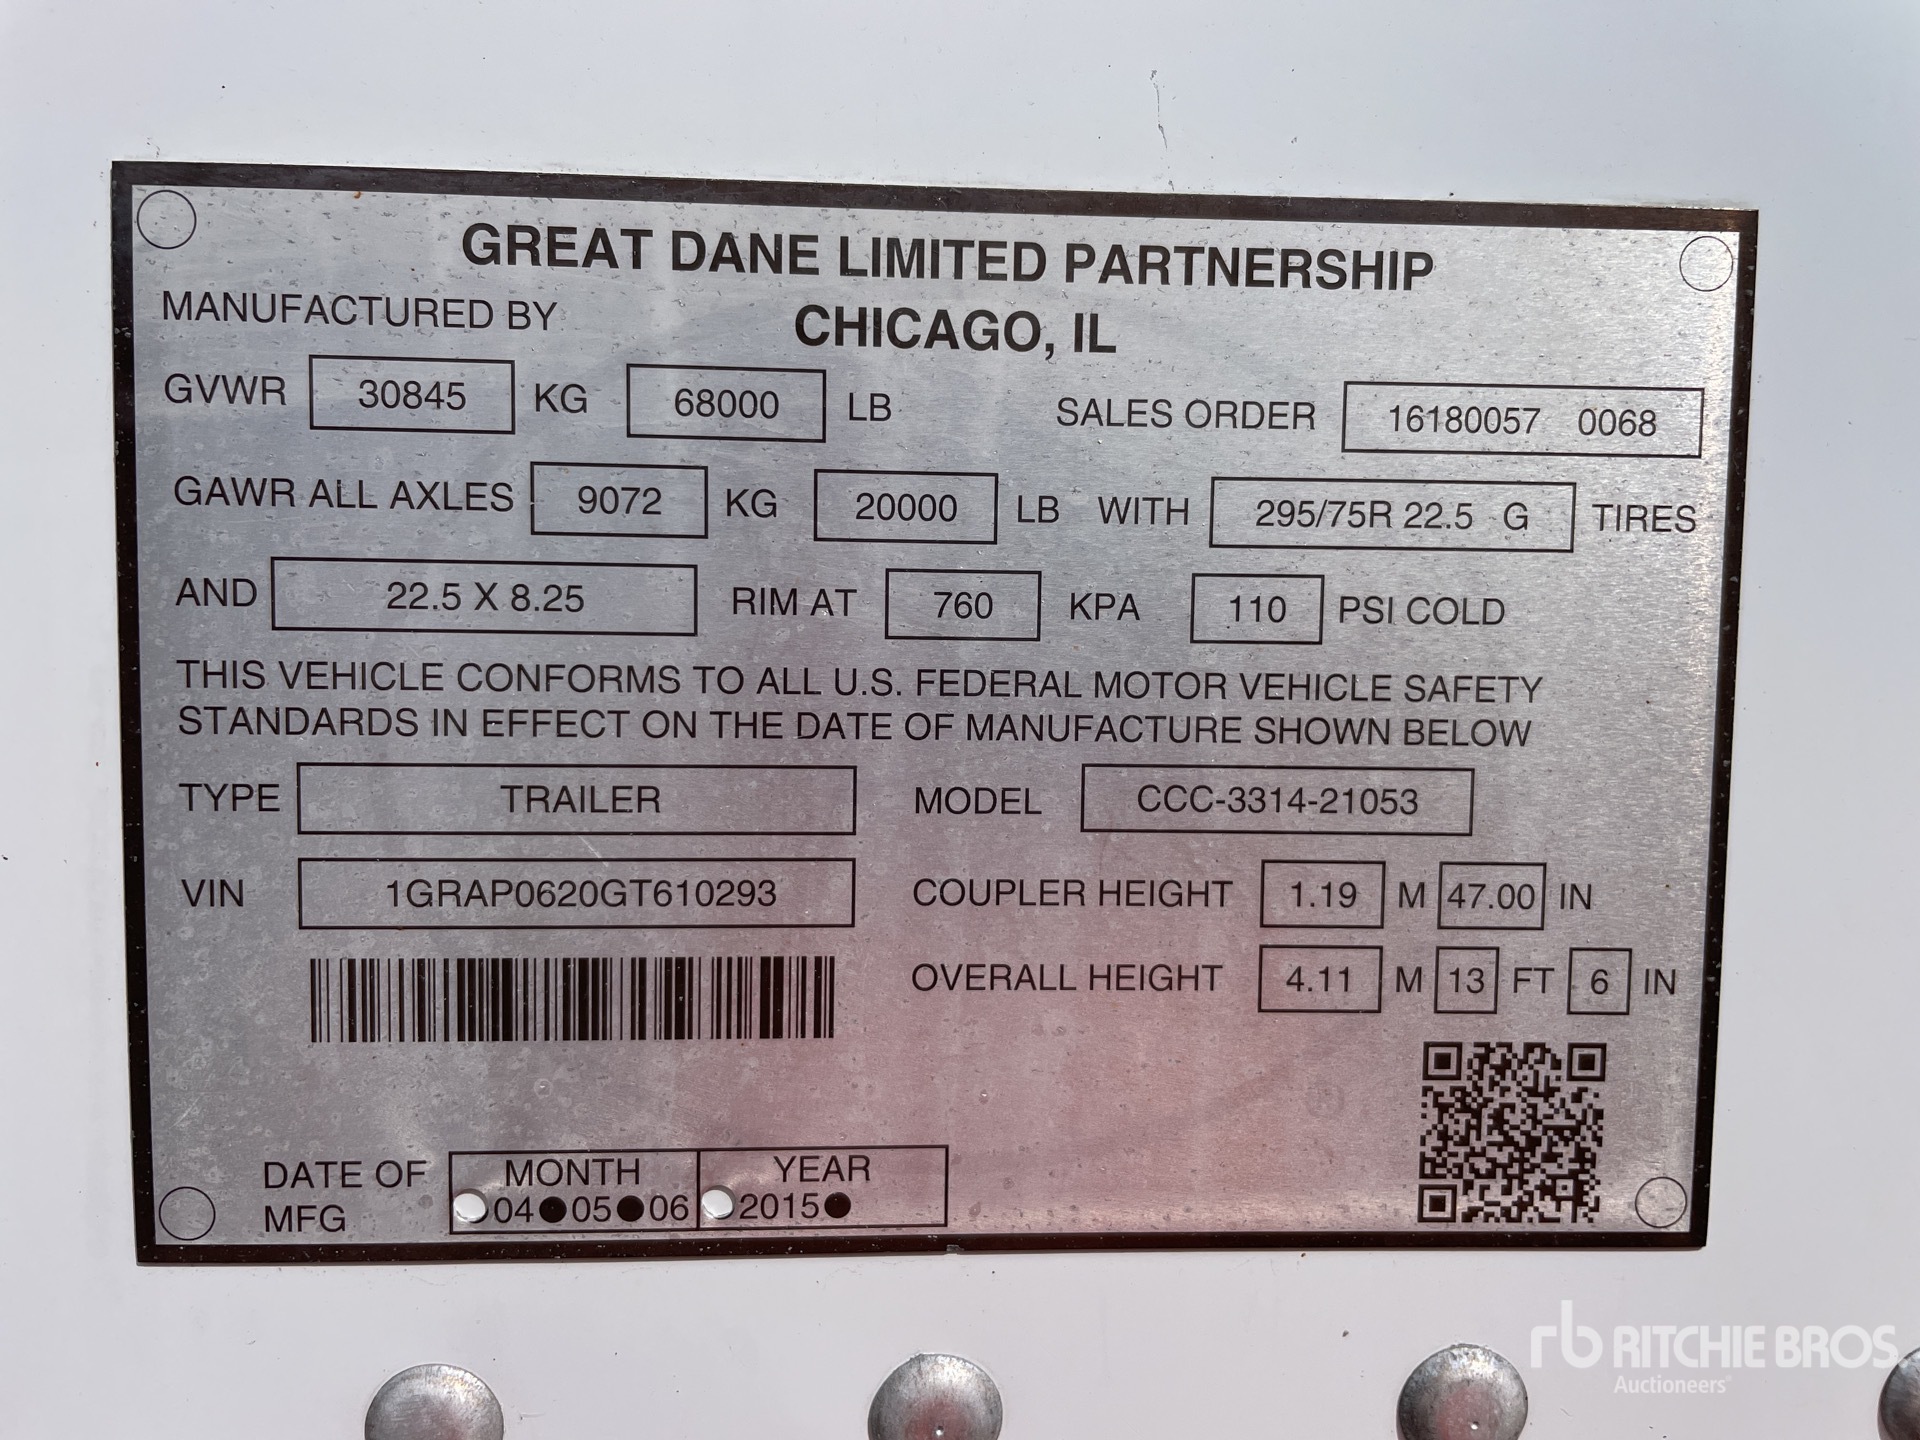 GREAT DANE LIMITED PARTNERSHIP
MANUFACTURED BY
CHICAGO, IL
GVWR 30845 KG 68000 LB SALES ORDER 16180057 0068
GAWR ALL AXLES 9072 KG 20000 LB WITH 295/75R 22.5 G TIRES
AND 22.5 X 8.25 RIM AT 760 KPA 110 PSI COLD
THIS VEHICLE CONFORMS TO ALL U.S. FEDERAL MOTOR VEHICLE SAFETY
STANDARDS IN EFFECT ON THE DATE OF MANUFACTURE SHOWN BELOW
TYPE TRAILER MODEL CCC-3314-21053
VIN 1GRAP0620GT610293 COUPLER HEIGHT 1.19 M 47.00 IN
OVERALL HEIGHT 4.11 M 13 FT 6 IN
DATE OF MFG
MONTH YEAR
04 05 06 2015
rb RITCHIE BROS
Auctioneers